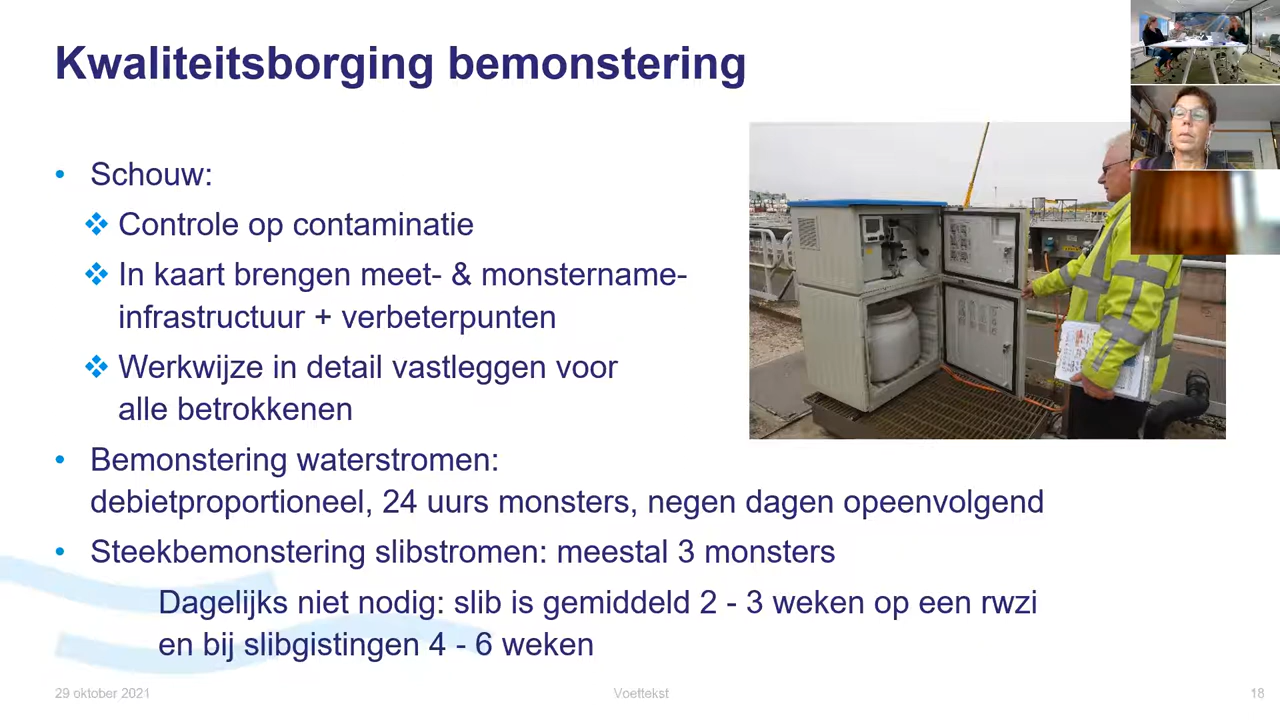 Kwaliteitsborging bemonstering
• Schouw:
❖ Controle op contaminatie
❖ In kaart brengen meet- & monstername-
infrastructuur + verbeterpunten
❖ Werkwijze in detail vastleggen voor
alle betrokkenen
• Bemonstering waterstromen:
debietproportioneel, 24 uurs monsters, negen dagen opeenvolgend
• Steekbemonstering slibstromen: meestal 3 monsters
Dagelijks niet nodig: slib is gemiddeld 2 - 3 weken op een rwzi
en bij slibgistingen 4 - 6 weken
29 oktober 2021
Voettekst
18